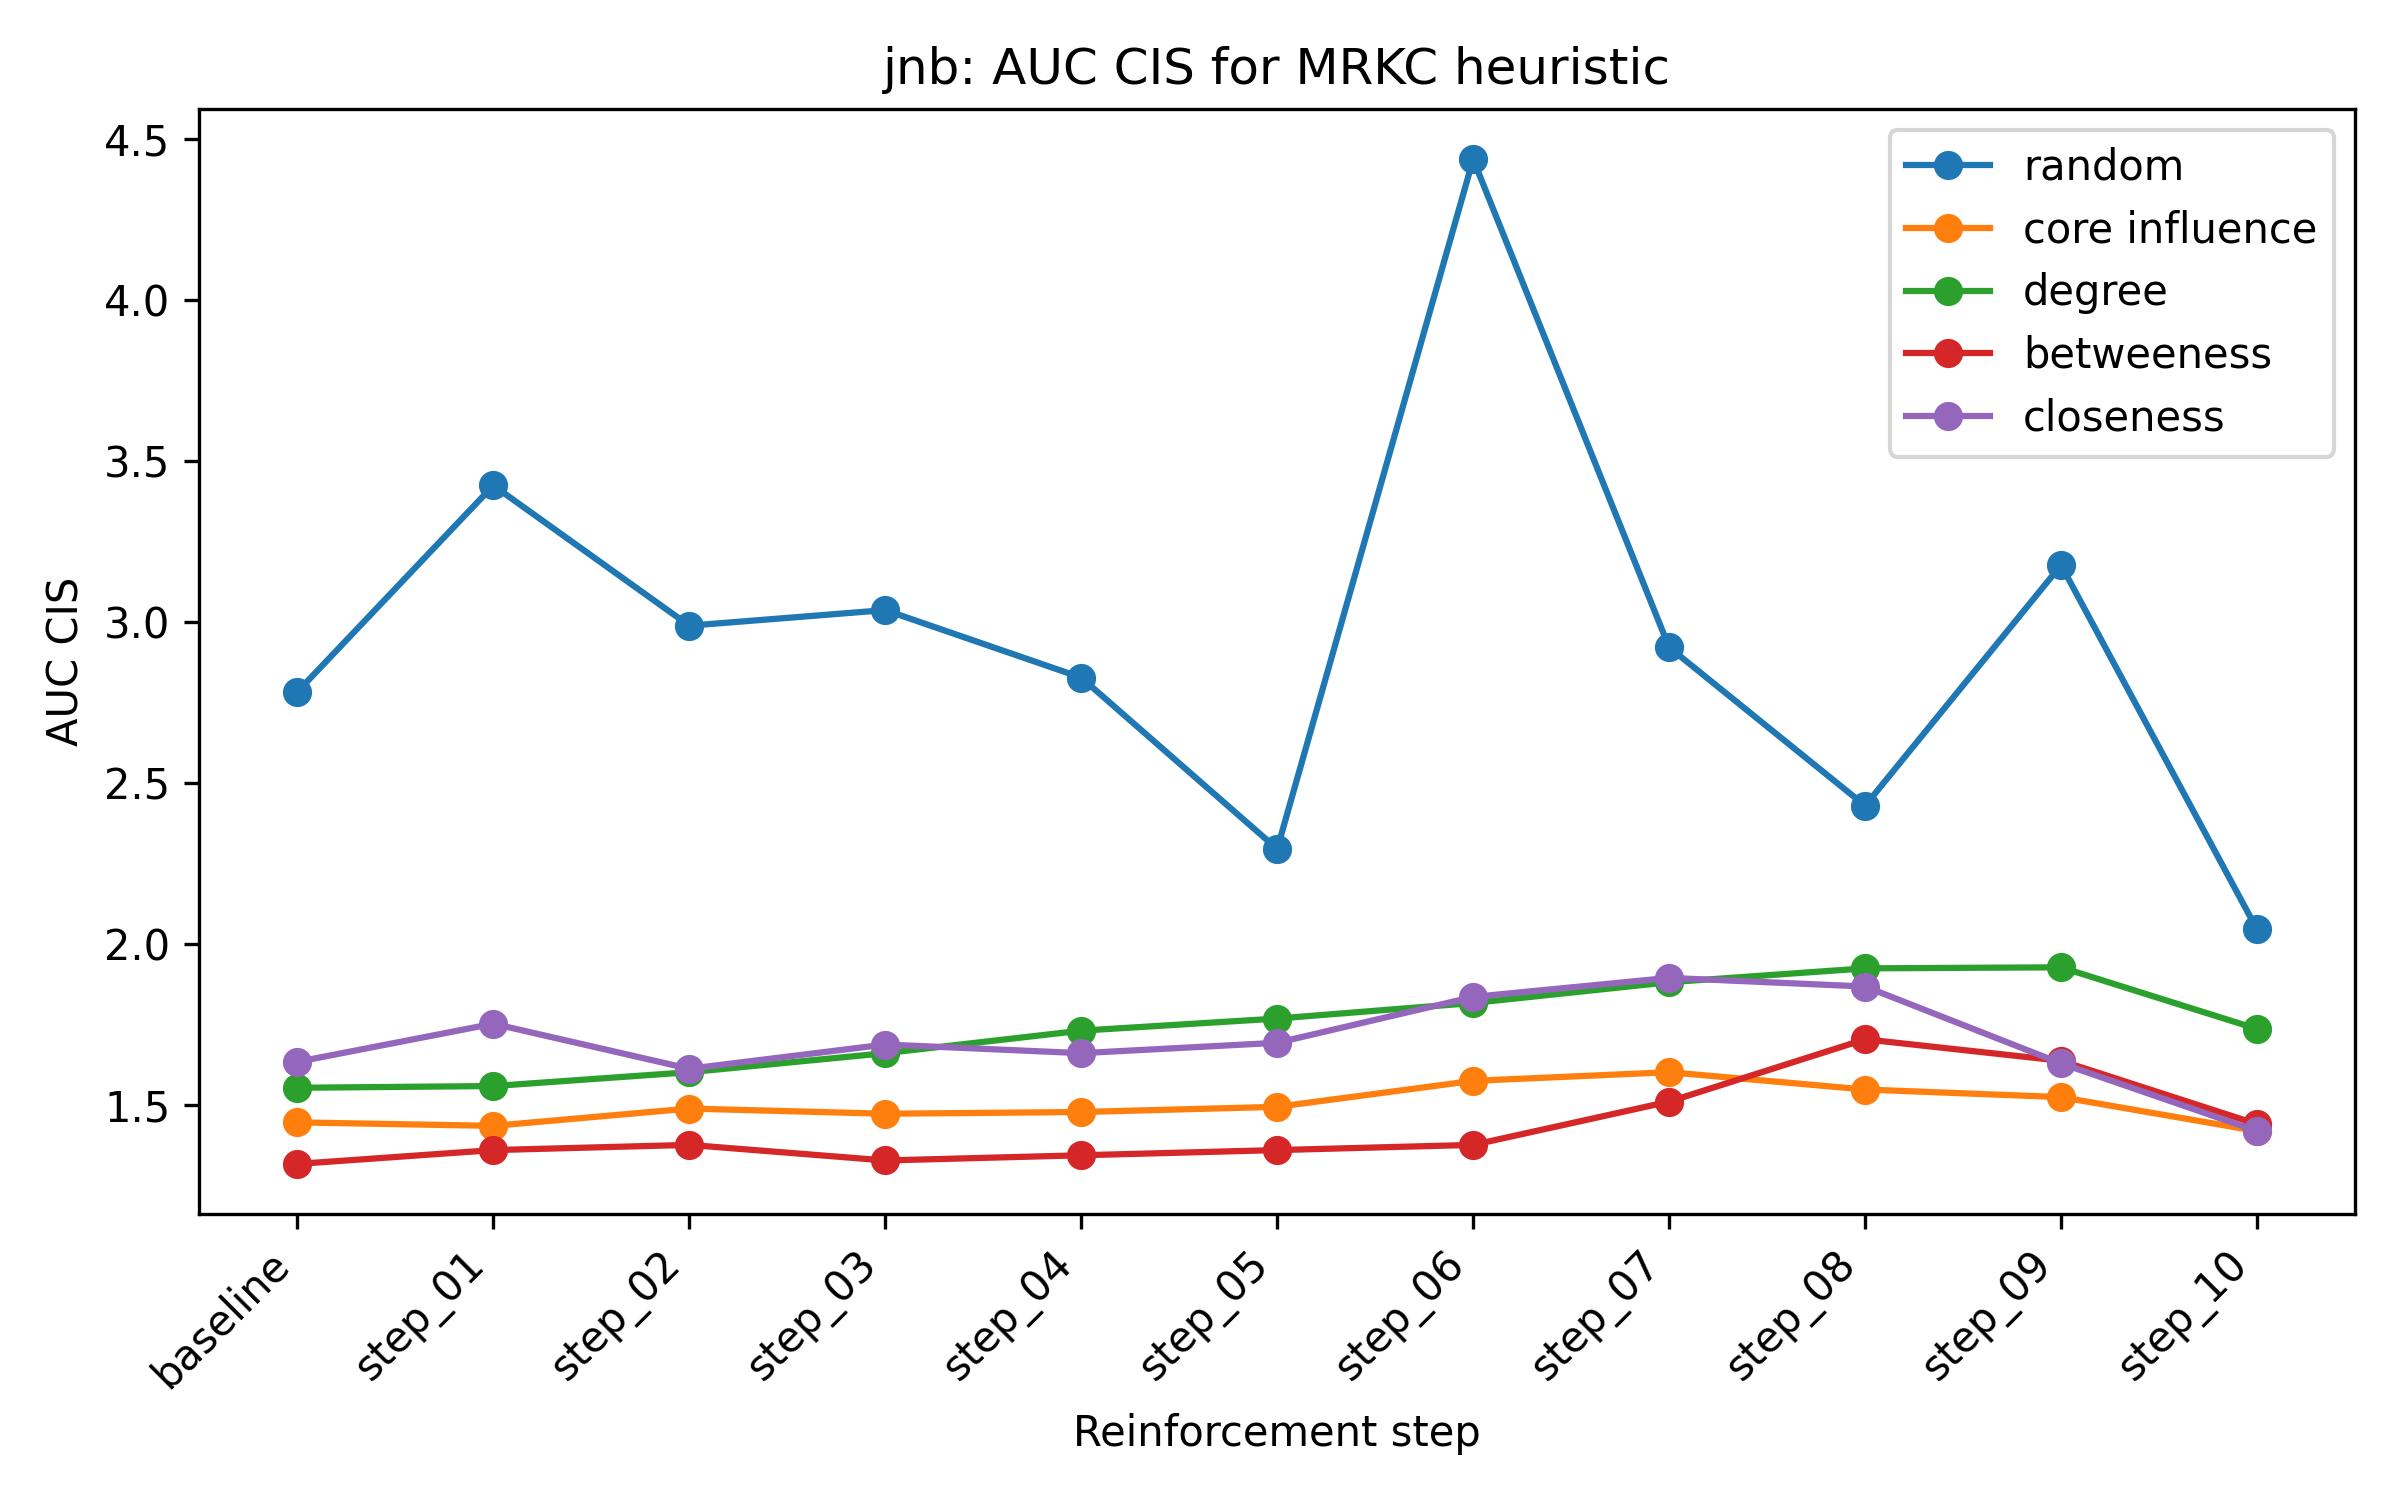 jnb: AUC CIS for MRKC heuristic
4.5
4.0
3.5
3.0
2.5
2.0
1.5
AUC CIS
random
core influence
degree
betweeness
closeness
baseline
step_01
step_02
step_03
step_04
step_05
step_06
step_07
step_08
step_09
step_10
Reinforcement step